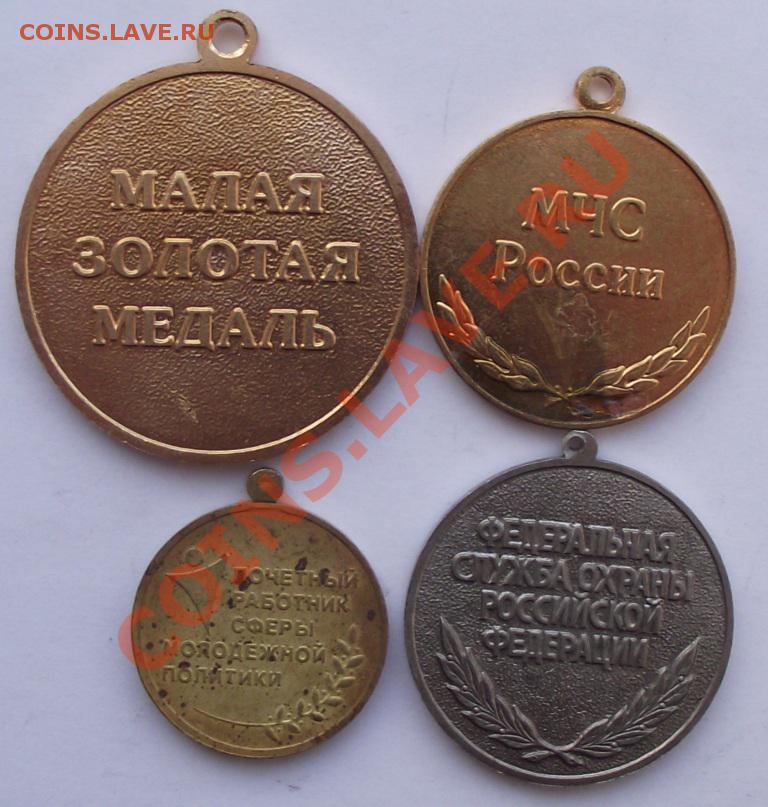 COINS.LAVE.RU
МАЛАЯ
ЗОЛОТАЯ
МЕДАЛЬ
МЧС
России
ПОЧЕТНЫЙ
РАБОТНИК
СФЕРЫ
МОЛОДЕЖНОЙ
ПОЛИТИКИ
ФЕДЕРАЛЬНАЯ
СЛУЖБА ОХРАНЫ
РОССИЙСКОЙ
ФЕДЕРАЦИИ
COINS.LAVE.RU